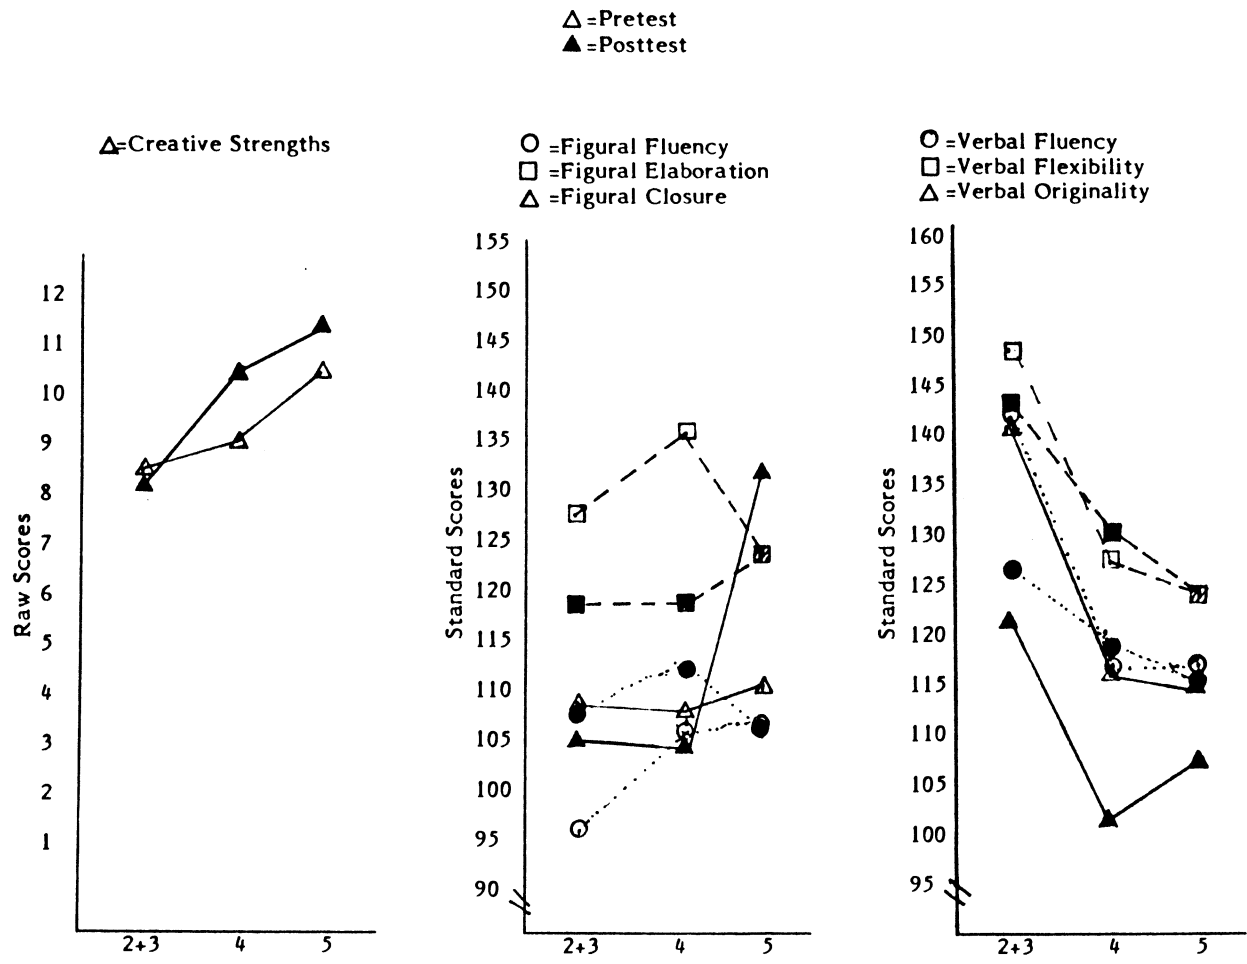 △ =Pretest
▲ =Posttest
△=Creative Strengths
○ =Figural Fluency
□ =Figural Elaboration
△ =Figural Closure
○ =Verbal Fluency
□ =Verbal Flexibility
△ =Verbal Originality
Raw Scores
12
11
10
9
8
7
6
5
4
3
2
1
2+3 4 5
Standard Scores
155
150
145
140
135
130
125
120
115
110
105
100
95
90
2+3 4 5
Standard Scores
160
155
150
145
140
135
130
125
120
115
110
105
100
95
2+3 4 5